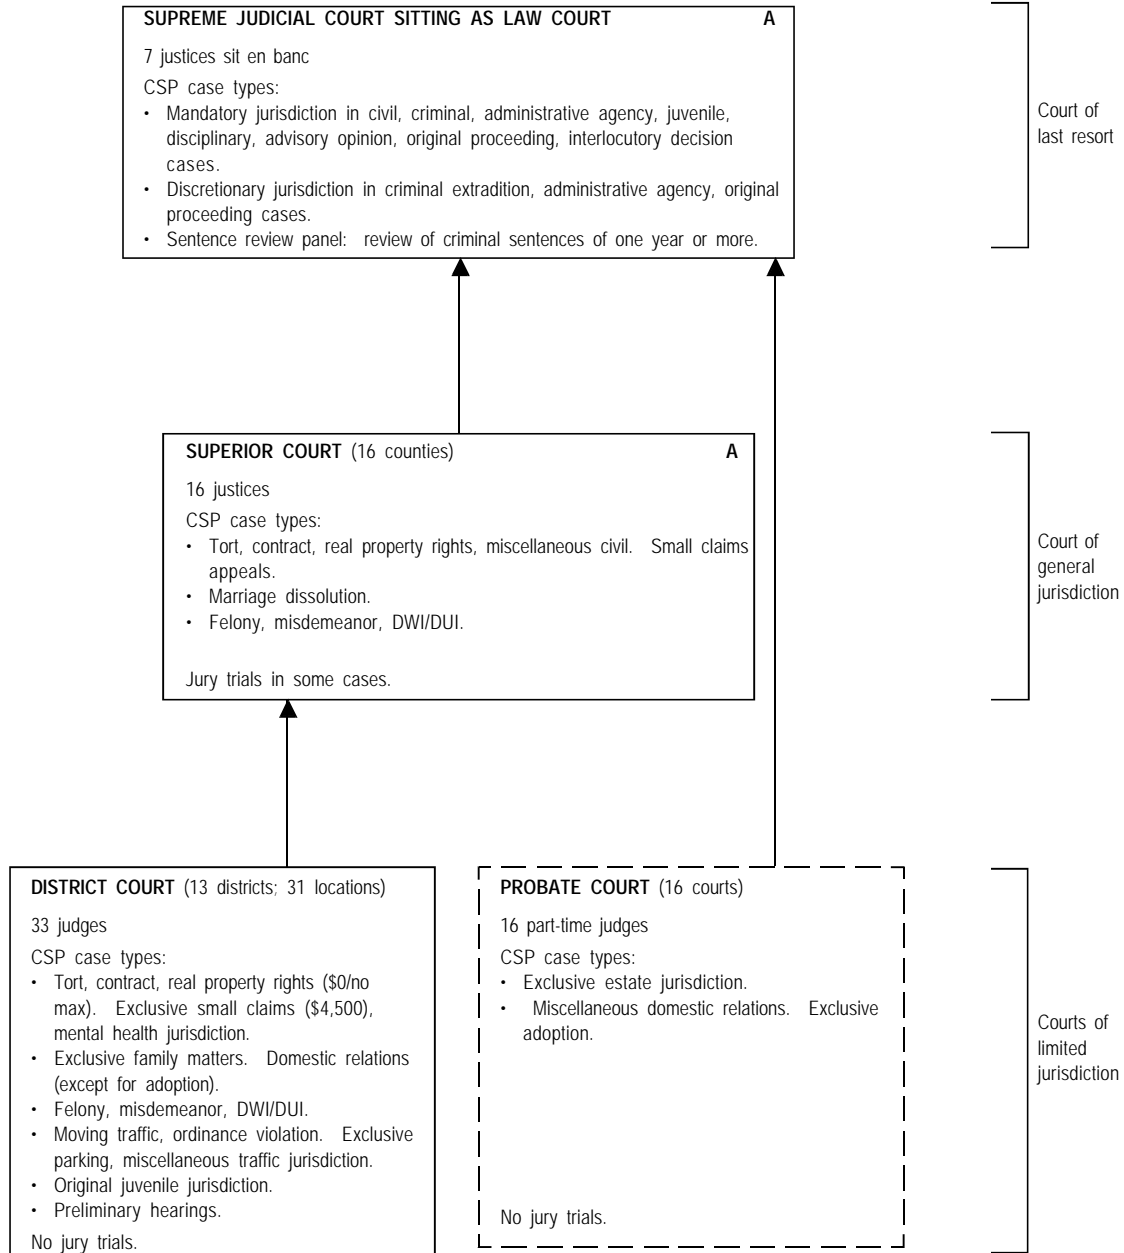 SUPREME JUDICIAL COURT SITTING AS LAW COURT A
7 justices sit en banc
CSP case types:
• Mandatory jurisdiction in civil, criminal, administrative agency, juvenile,
disciplinary, advisory opinion, original proceeding, interlocutory decision
cases.
• Discretionary jurisdiction in criminal extradition, administrative agency, original
proceeding cases.
• Sentence review panel: review of criminal sentences of one year or more.
Court of
last resort
SUPERIOR COURT (16 counties) A
16 justices
CSP case types:
• Tort, contract, real property rights, miscellaneous civil. Small claims
appeals.
• Marriage dissolution.
• Felony, misdemeanor, DWI/DUI.
Jury trials in some cases.
Court of
general
jurisdiction
DISTRICT COURT (13 districts; 31 locations)
33 judges
CSP case types:
• Tort, contract, real property rights ($0/no
max). Exclusive small claims ($4,500),
mental health jurisdiction.
• Exclusive family matters. Domestic relations
(except for adoption).
• Felony, misdemeanor, DWI/DUI.
• Moving traffic, ordinance violation. Exclusive
parking, miscellaneous traffic jurisdiction.
• Original juvenile jurisdiction.
• Preliminary hearings.
No jury trials.
PROBATE COURT (16 courts)
16 part-time judges
CSP case types:
• Exclusive estate jurisdiction.
• Miscellaneous domestic relations. Exclusive
adoption.
No jury trials.
Courts of
limited
jurisdiction